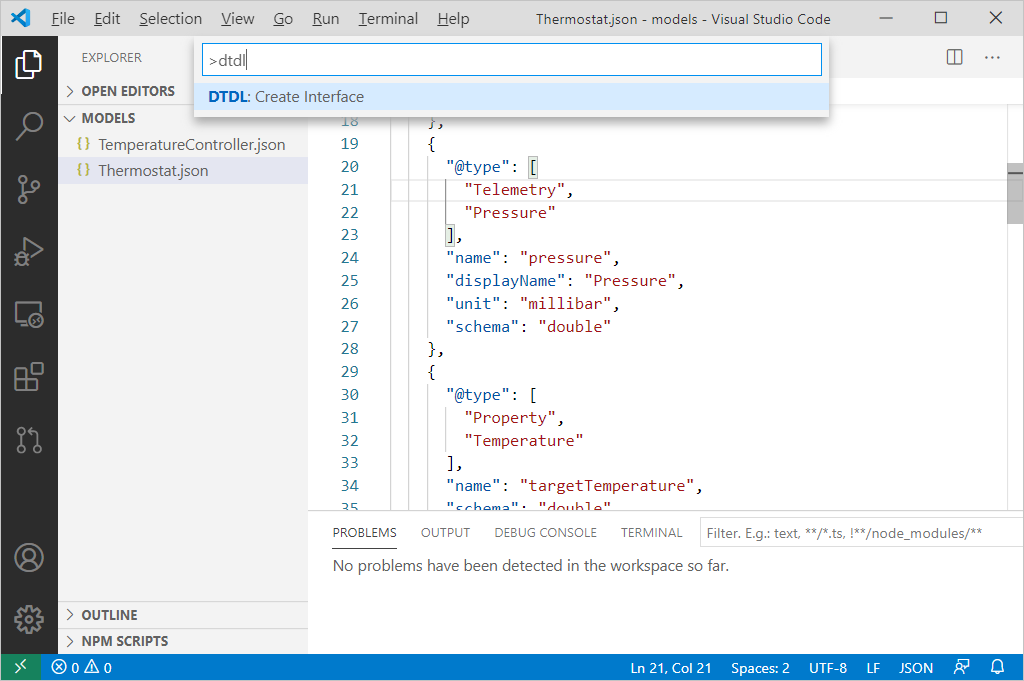 File Edit Selection View Go Run Terminal Help Thermostat.json - models - Visual Studio Code
EXPLORER
>dtdl
DTDL: Create Interface
OPEN EDITORS
MODELS
TemperatureController.json
Thermostat.json
OUTLINE
NPM SCRIPTS
18 },
19 {
20 "@type": [
21 "Telemetry",
22 "Pressure"
23 ],
24 "name": "pressure",
25 "displayName": "Pressure",
26 "unit": "millibar",
27 "schema": "double"
28 },
29 {
30 "@type": [
31 "Property",
32 "Temperature"
33 ],
34 "name": "targetTemperature",
35 "schema": "double"
PROBLEMS OUTPUT DEBUG CONSOLE TERMINAL Filter. E.g.: text, **/*.ts, !**/node_modules/**
No problems have been detected in the workspace so far.
0 0 Ln 21, Col 21 Spaces: 2 UTF-8 LF JSON